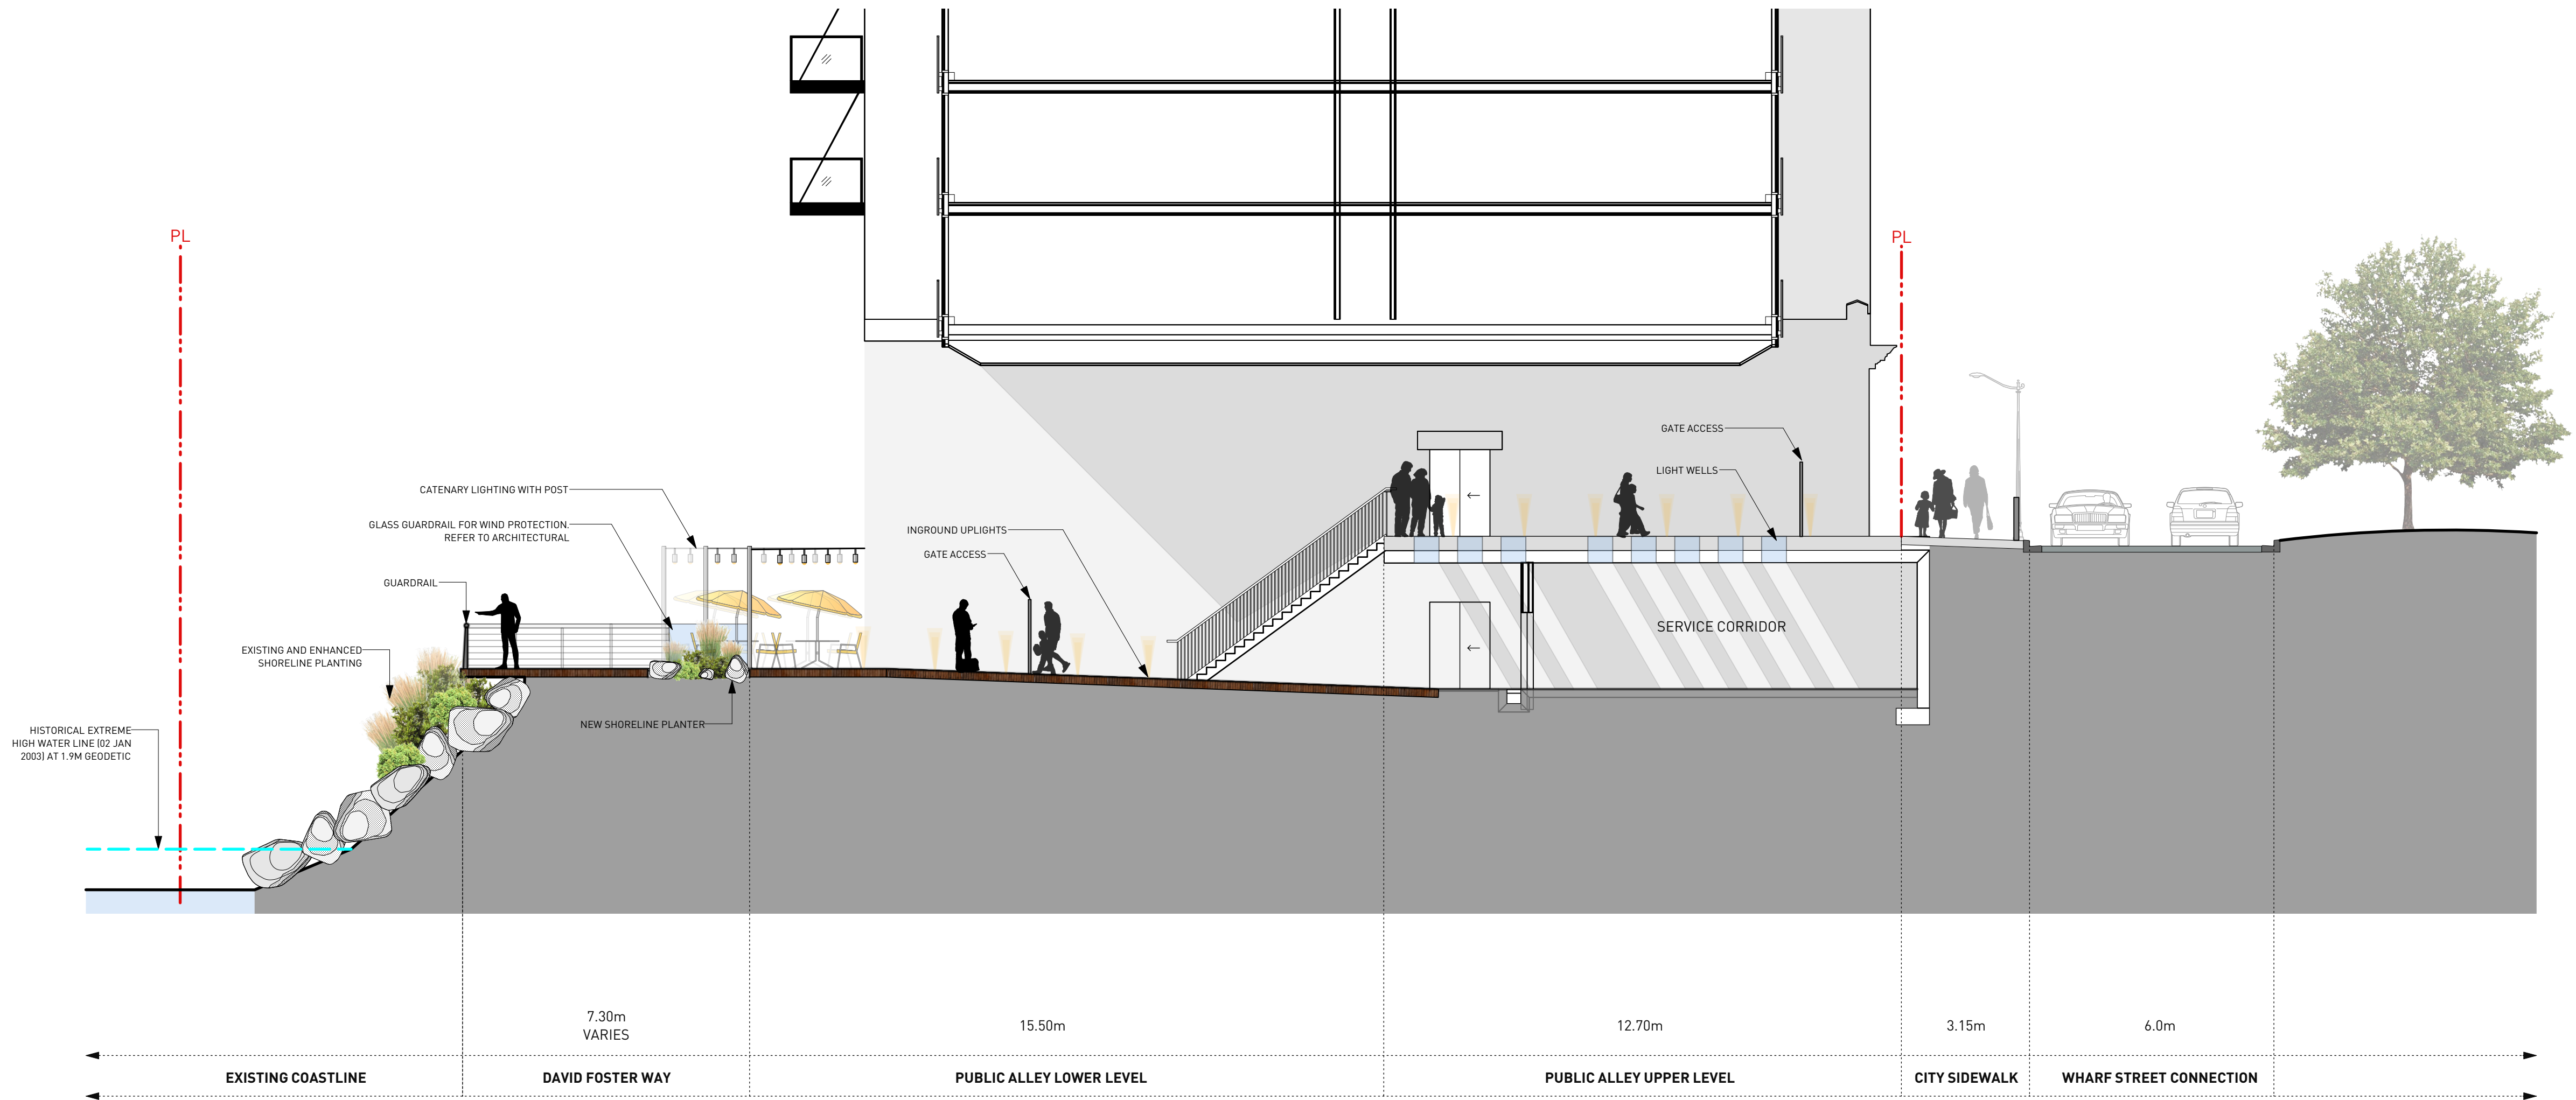 PL
PL
GATE ACCESS
LIGHT WELLS
CATENARY LIGHTING WITH POST
GLASS GUARDRAIL FOR WIND PROTECTION.
REFER TO ARCHITECTURAL
INGROUND UPLIGHTS
GATE ACCESS
GUARDRAIL
SERVICE CORRIDOR
EXISTING AND ENHANCED
SHORELINE PLANTING
NEW SHORELINE PLANTER
HISTORICAL EXTREME
HIGH WATER LINE (02 JAN
2003) AT 1.9M GEODETIC
7.30m
VARIES
15.50m
12.70m
3.15m
6.0m
EXISTING COASTLINE
DAVID FOSTER WAY
PUBLIC ALLEY LOWER LEVEL
PUBLIC ALLEY UPPER LEVEL
CITY SIDEWALK
WHARF STREET CONNECTION